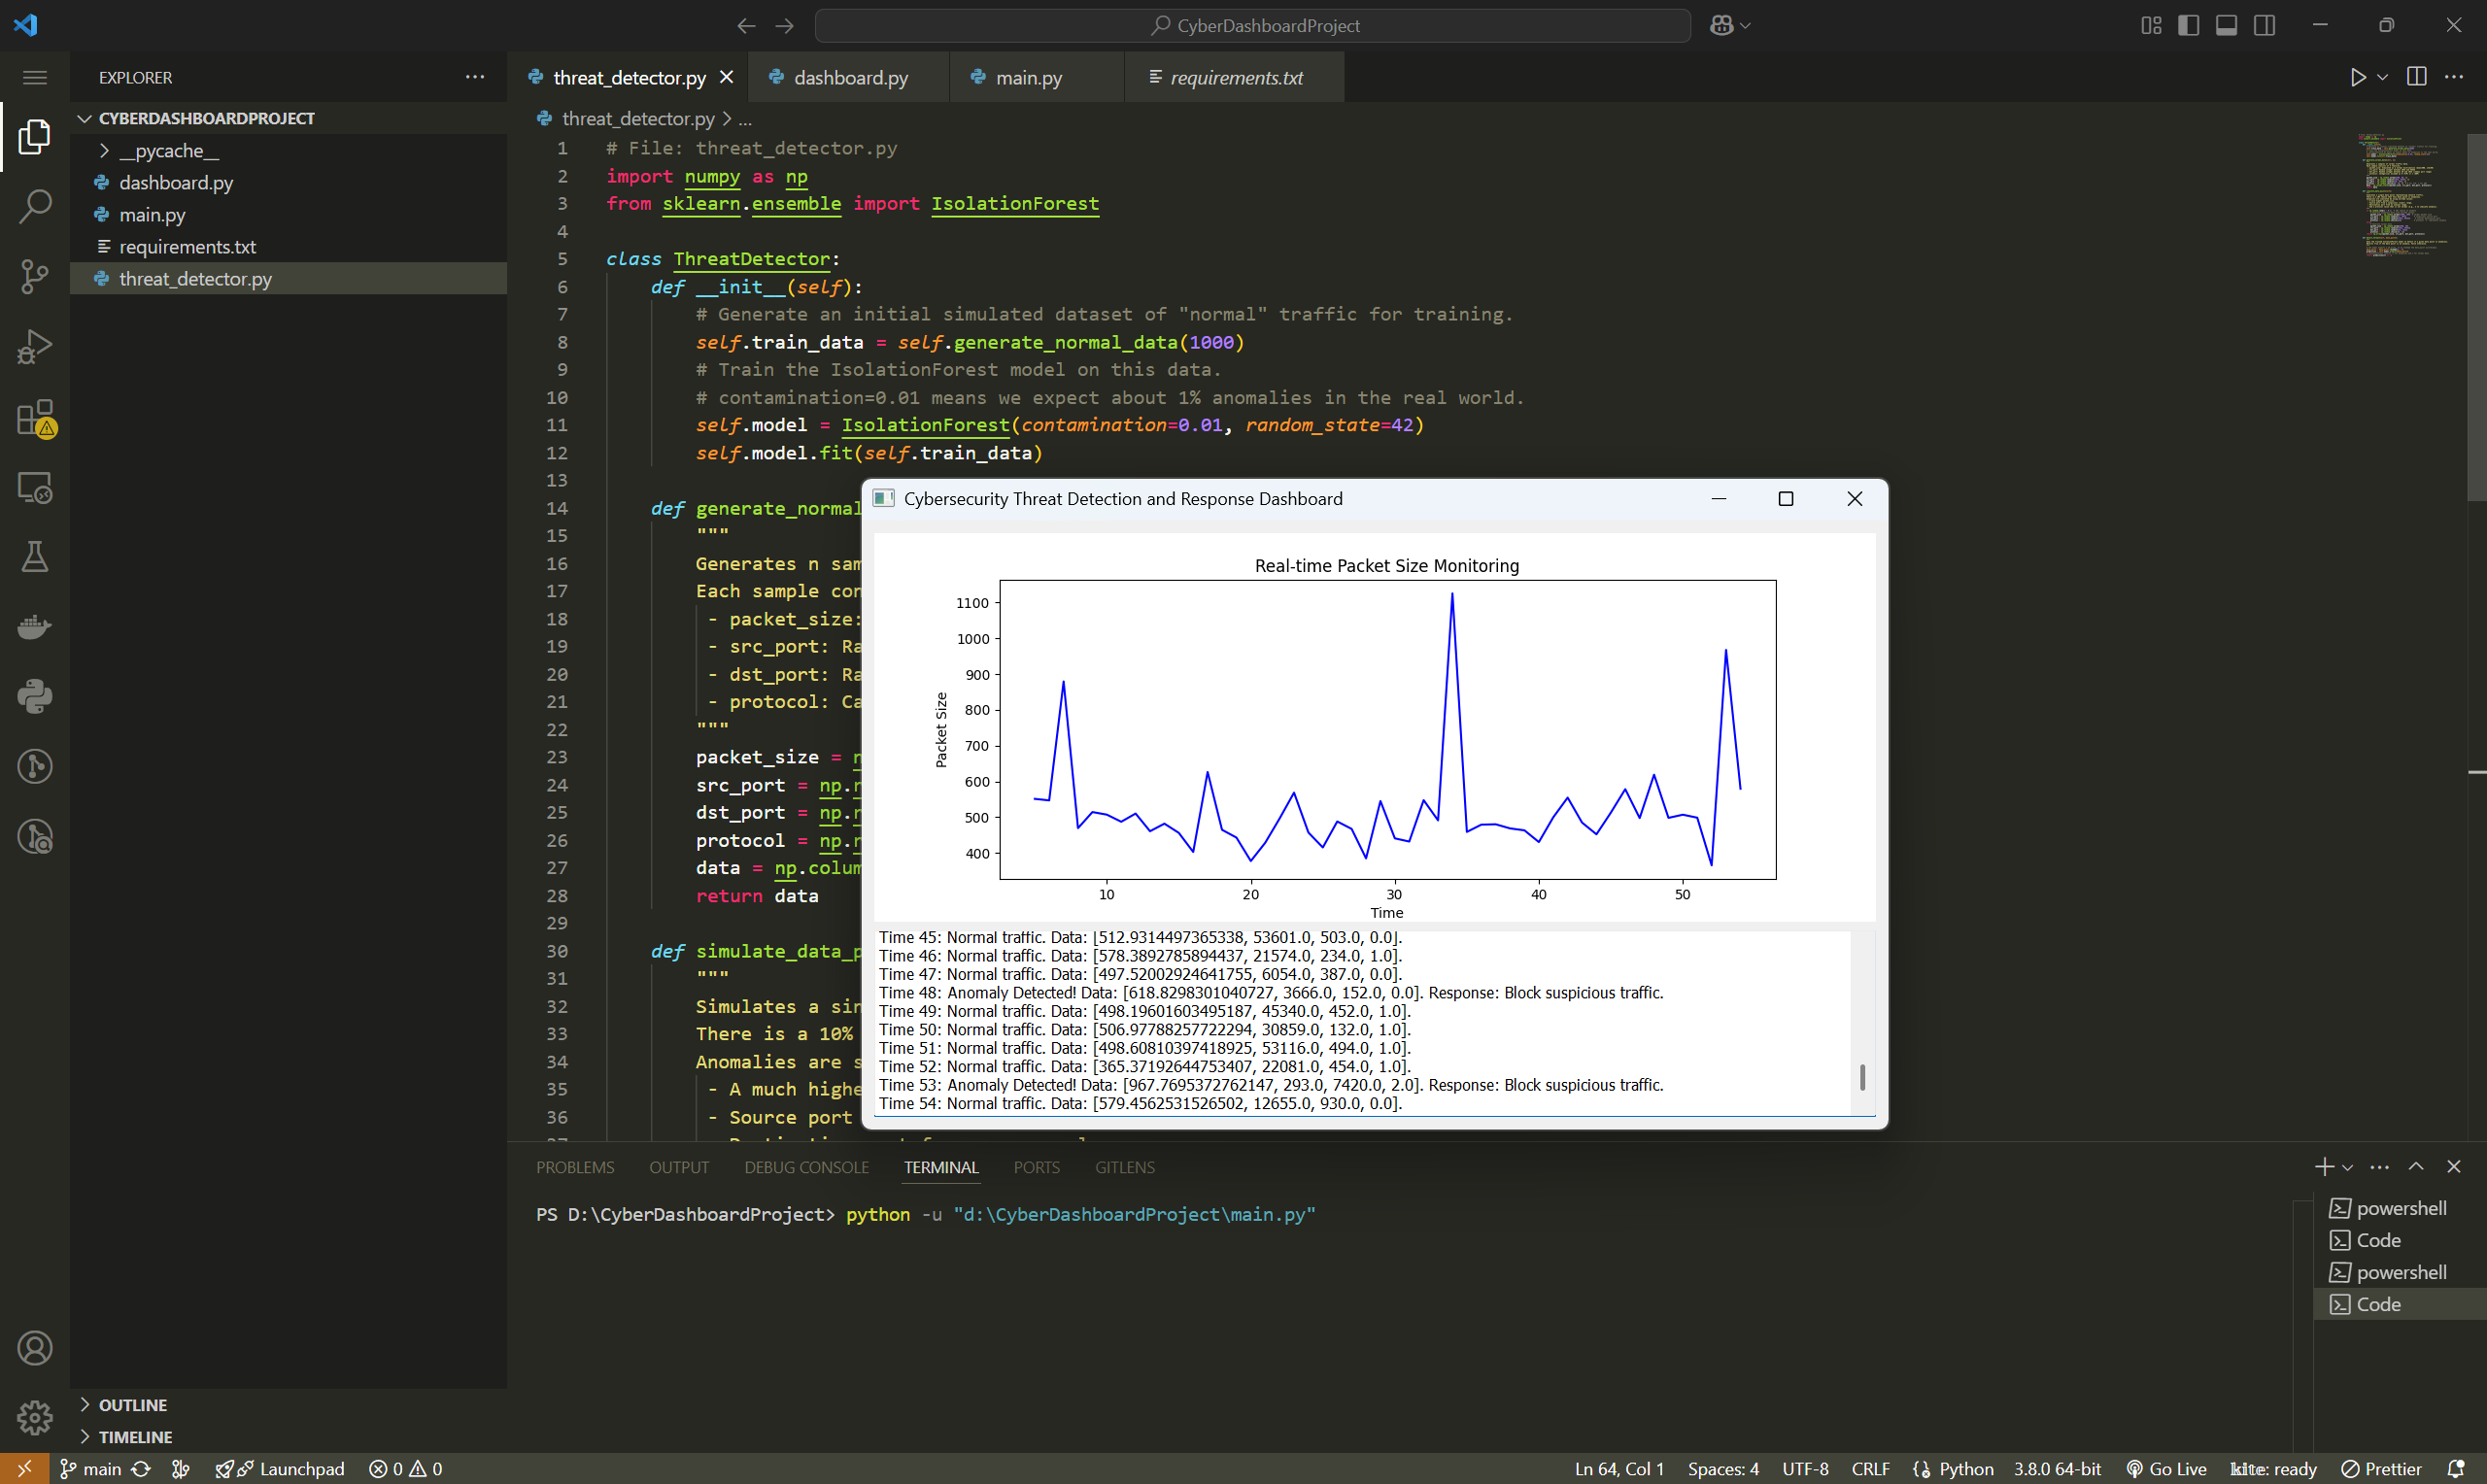 CyberDashboardProject
EXPLORER
CYBERDASHBOARDPROJECT
__pycache__
dashboard.py
main.py
requirements.txt
threat_detector.py
OUTLINE
TIMELINE
threat_detector.py
dashboard.py
main.py
requirements.txt
threat_detector.py > ...
1 # File: threat_detector.py
2 import numpy as np
3 from sklearn.ensemble import IsolationForest
4
5 class ThreatDetector:
6 def __init__(self):
7 # Generate an initial simulated dataset of "normal" traffic for training.
8 self.train_data = self.generate_normal_data(1000)
9 # Train the IsolationForest model on this data.
10 # contamination=0.01 means we expect about 1% anomalies in the real world.
11 self.model = IsolationForest(contamination=0.01, random_state=42)
12 self.model.fit(self.train_data)
13
14 def generate_normal
15 """
16 Generates n sam
17 Each sample con
18 - packet_size:
19 - src_port: Ra
20 - dst_port: Ra
21 - protocol: Ca
22 """
23 packet_size = n
24 src_port = np.r
25 dst_port = np.r
26 protocol = np.r
27 data = np.colum
28 return data
29
30 def simulate_data_p
31 """
32 Simulates a sin
33 There is a 10%
34 Anomalies are s
35 - A much highe
36 - Source port
Cybersecurity Threat Detection and Response Dashboard
Real-time Packet Size Monitoring
Packet Size
1100
1000
900
800
700
600
500
400
10 20 30 40 50
Time
Time 45: Normal traffic. Data: [512.9314497365338, 53601.0, 503.0, 0.0].
Time 46: Normal traffic. Data: [578.3892785894437, 21574.0, 234.0, 1.0].
Time 47: Normal traffic. Data: [497.52002924641755, 6054.0, 387.0, 0.0].
Time 48: Anomaly Detected! Data: [618.8298301040727, 3666.0, 152.0, 0.0]. Response: Block suspicious traffic.
Time 49: Normal traffic. Data: [498.19601603495187, 45340.0, 452.0, 1.0].
Time 50: Normal traffic. Data: [506.97788257722294, 30859.0, 132.0, 1.0].
Time 51: Normal traffic. Data: [498.60810397418925, 53116.0, 494.0, 1.0].
Time 52: Normal traffic. Data: [365.37192644753407, 22081.0, 454.0, 1.0].
Time 53: Anomaly Detected! Data: [967.7695372762147, 293.0, 7420.0, 2.0]. Response: Block suspicious traffic.
Time 54: Normal traffic. Data: [579.4562531526502, 12655.0, 930.0, 0.0].
PROBLEMS OUTPUT DEBUG CONSOLE TERMINAL PORTS GITLENS
PS D:\CyberDashboardProject> python -u "d:\CyberDashboardProject\main.py"
powershell
Code
powershell
Code
main Launchpad 0 0 Ln 64, Col 1 Spaces: 4 UTF-8 CRLF Python 3.8.0 64-bit Go Live kite: ready Prettier